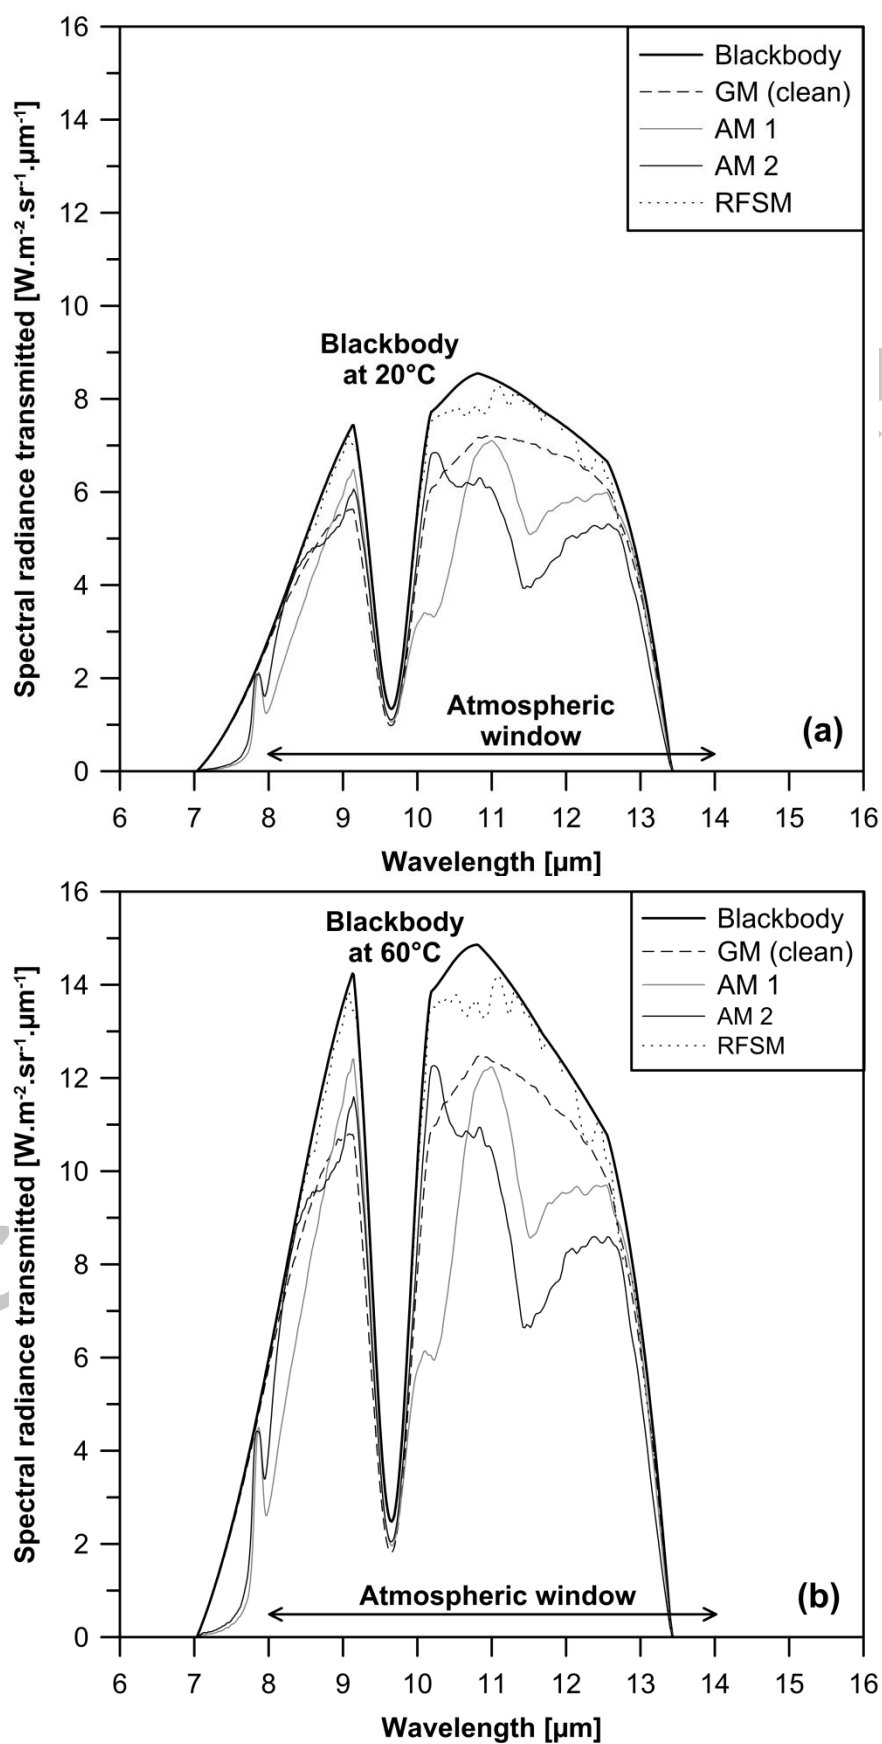 16
14
12
10
8
6
4
2
0
Spectral radiance transmitted [W.m⁻².sr⁻¹.µm⁻¹]
Blackbody
GM (clean)
AM 1
AM 2
RFSM
Blackbody
at 20°C
Atmospheric
window
(a)
6 7 8 9 10 11 12 13 14 15 16
Wavelength [µm]
16
14
12
10
8
6
4
2
0
Spectral radiance transmitted [W.m⁻².sr⁻¹.µm⁻¹]
Blackbody
at 60°C
Blackbody
GM (clean)
AM 1
AM 2
RFSM
Atmospheric window
(b)
6 7 8 9 10 11 12 13 14 15 16
Wavelength [µm]